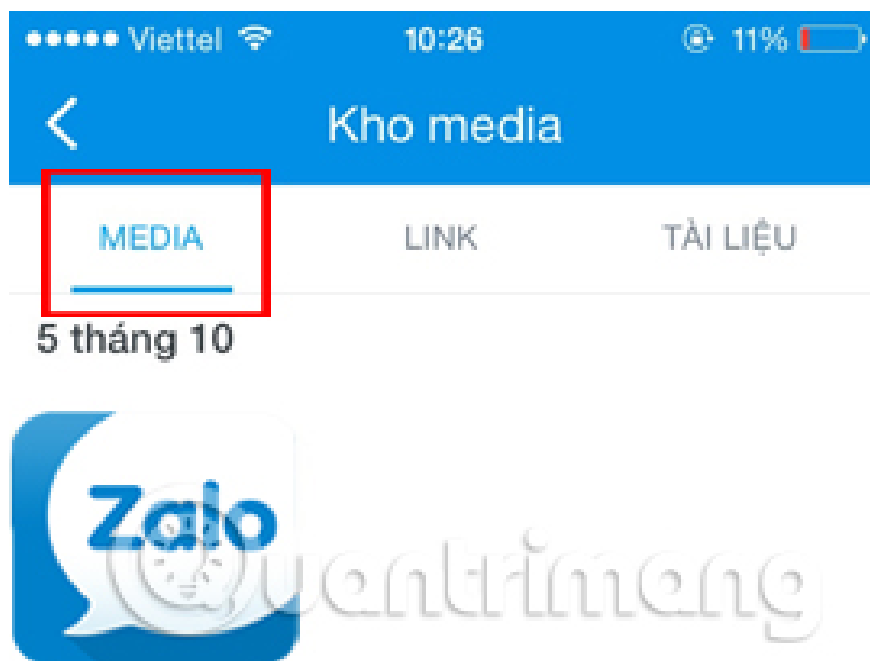 Viettel 10:26 11%
Kho media
MEDIA LINK TÀI LIỆU
5 tháng 10
Zalo
Quantrimang